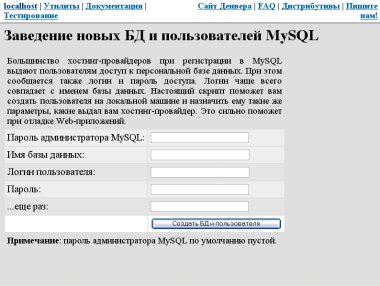 localhost | Утилиты | Документация | Сайт Денвера | FAQ | Дистрибутивы | Пишите
Тестирование нам!
Заведение новых БД и пользователей MySQL
Большинство хостинг-провайдеров при регистрации в MySQL
выдают пользователям доступ к персональной базе данных. При этом
сообщается также логин и пароль доступа. Логин чаще всего
совпадает с именем базы данных. Настоящий скрипт поможет вам
создать пользователя на локальной машине и назначить ему такие же
параметры, какие выдал вам хостинг-провайдер. Это сильно поможет
при отладке Web-приложений.
Пароль администратора MySQL:
Имя базы данных:
Логин пользователя:
Пароль:
...еще раз:
Создать БД и пользователя
Примечание: пароль администратора MySQL по умолчанию пустой.